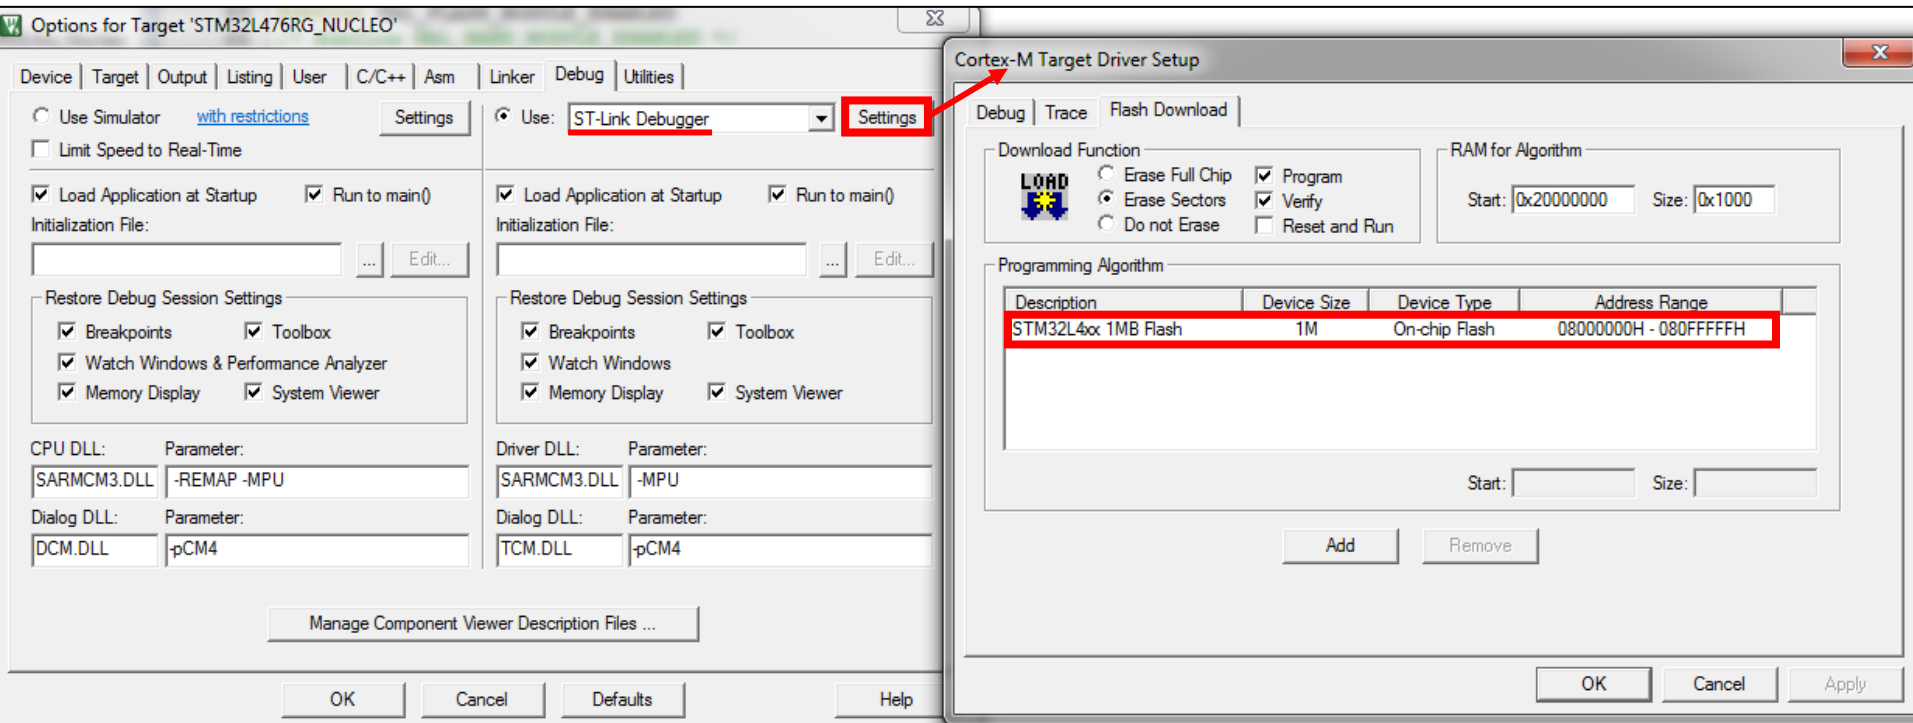 Options for Target 'STM32L476RG_NUCLEO'
Device Target Output Listing User C/C++ Asm Linker Debug Utilities
Use Simulator with restrictions Settings
Limit Speed to Real-Time
Load Application at Startup Run to main()
Initialization File:
... Edit...
Restore Debug Session Settings
Breakpoints Toolbox
Watch Windows & Performance Analyzer
Memory Display System Viewer
CPU DLL: Parameter:
SARMCM3.DLL -REMAP -MPU
Dialog DLL: Parameter:
DCM.DLL -pCM4
Use: ST-Link Debugger Settings
Load Application at Startup Run to main()
Initialization File:
... Edit...
Restore Debug Session Settings
Breakpoints Toolbox
Watch Windows
Memory Display System Viewer
Driver DLL: Parameter:
SARMCM3.DLL -MPU
Dialog DLL: Parameter:
TCM.DLL -pCM4
Manage Component Viewer Description Files ...
OK Cancel Defaults Help
Cortex-M Target Driver Setup
Debug Trace Flash Download
Download Function
LOAD
Erase Full Chip Program
Erase Sectors Verify
Do not Erase Reset and Run
RAM for Algorithm
Start: 0x20000000 Size: 0x1000
Programming Algorithm
Description Device Size Device Type Address Range
STM32L4xx 1MB Flash 1M On-chip Flash 08000000H - 080FFFFFH
Start: Size:
Add Remove
OK Cancel Apply